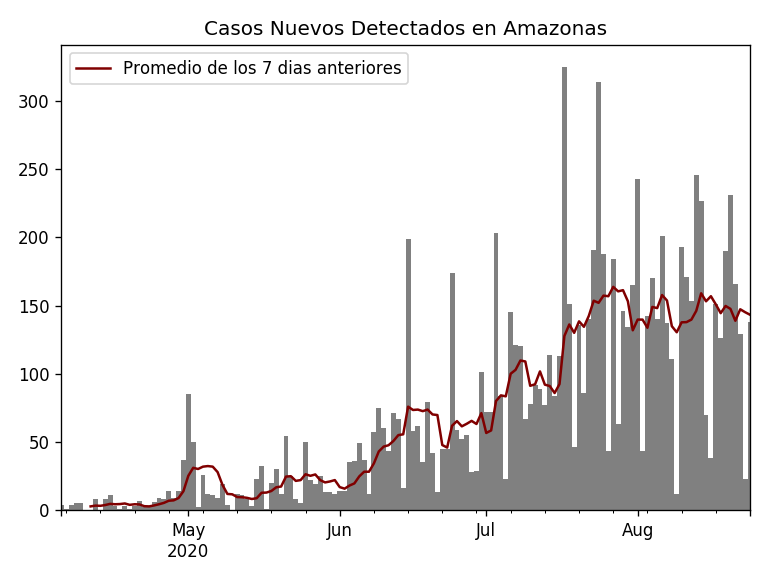 Casos Nuevos Detectados en Amazonas
Promedio de los 7 dias anteriores
300
250
200
150
100
50
0
May
2020
Jun
Jul
Aug